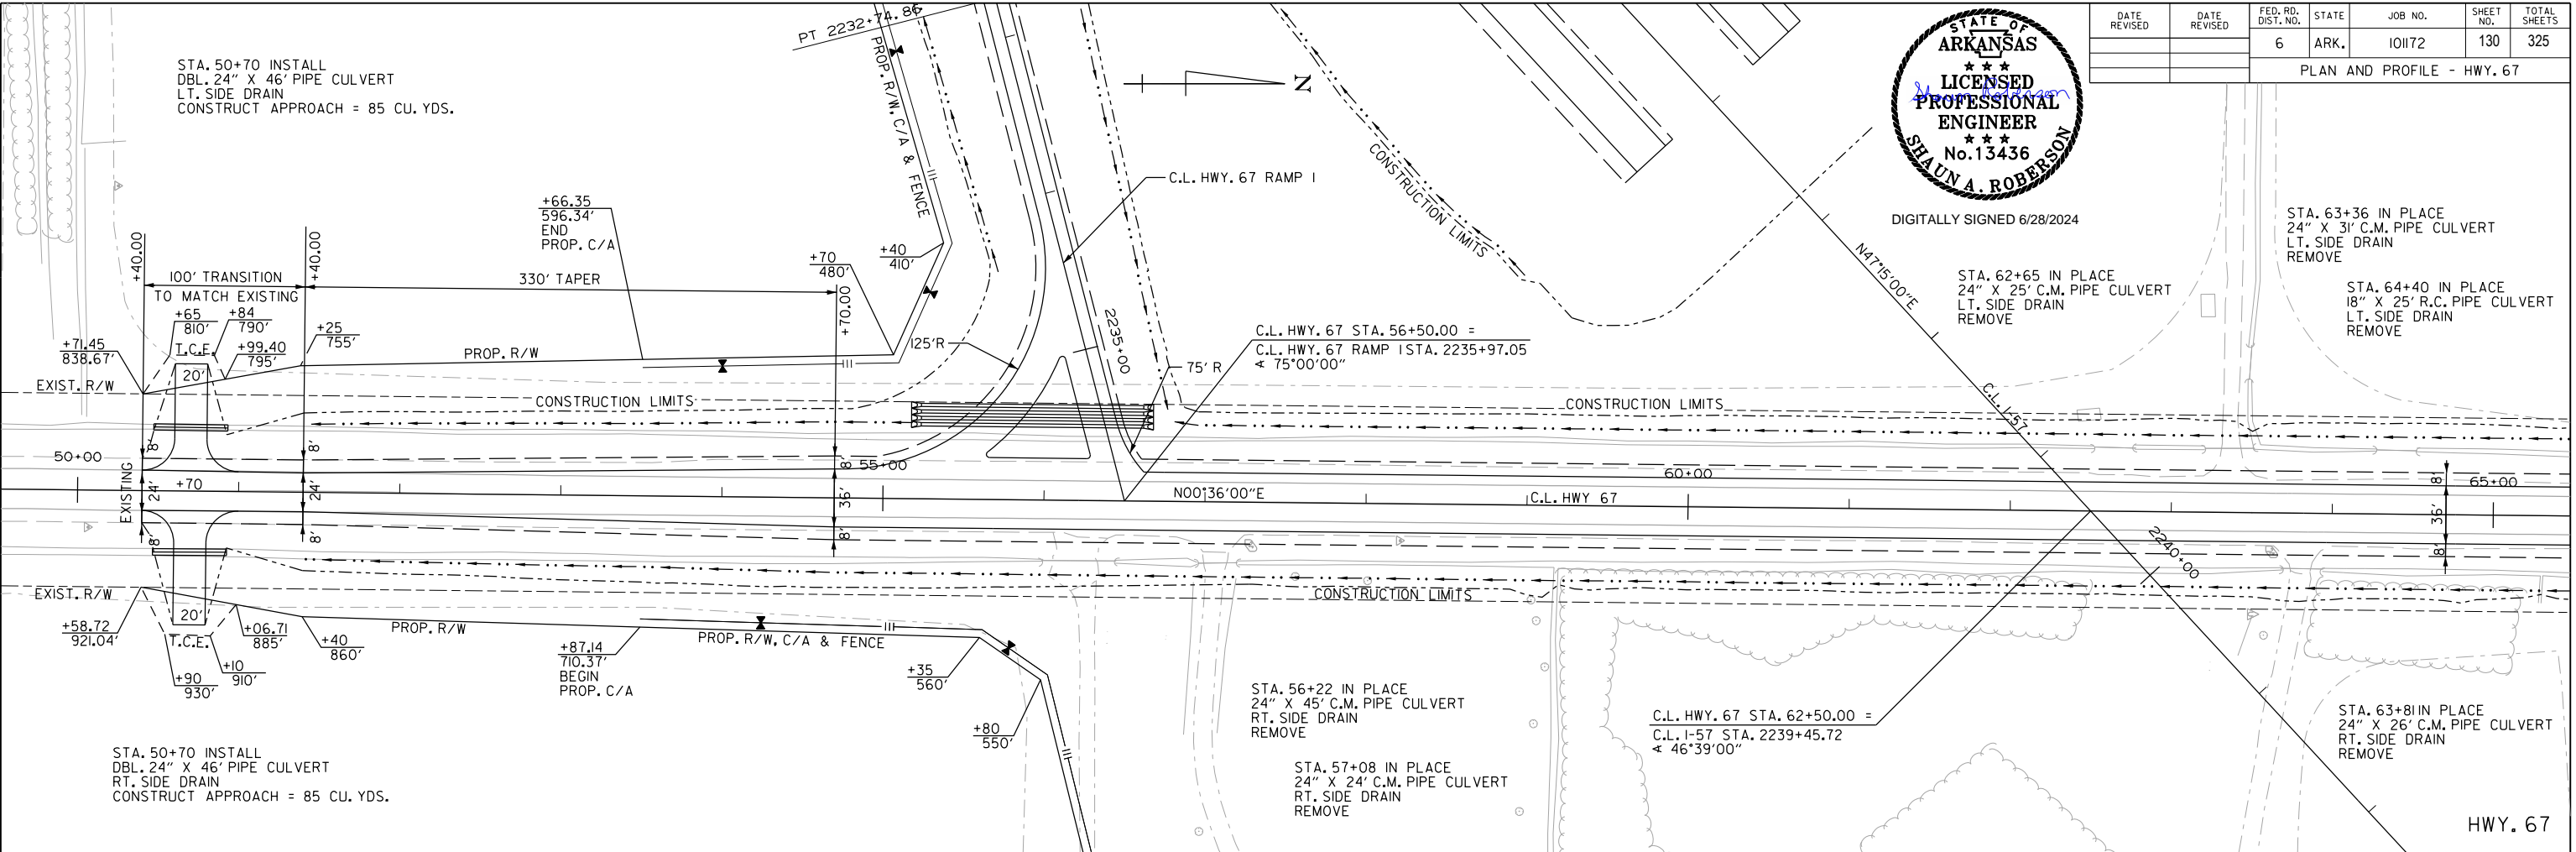 DATE REVISED
DATE REVISED
FED. RD. DIST. NO.
STATE
JOB NO.
SHEET NO.
TOTAL SHEETS
6
ARK.
101172
130
325
PLAN AND PROFILE - HWY. 67
STATE OF
ARKANSAS
★ ★ ★
LICENSED
PROFESSIONAL
ENGINEER
★ ★ ★
No. 13436
SHAUN A. ROBERSON
Shaun Roberson
DIGITALLY SIGNED 6/28/2024
STA. 50+70 INSTALL
DBL. 24" X 46' PIPE CULVERT
LT. SIDE DRAIN
CONSTRUCT APPROACH = 85 CU. YDS.
PT 2232+74.86
PROP. R/W, C/A & FENCE
N
C.L. HWY. 67 RAMP 1
CONSTRUCTION LIMITS
+66.35
596.34'
END
PROP. C/A
+70
480'
+40
410'
+40.00
100' TRANSITION
TO MATCH EXISTING
+40.00
330' TAPER
+70.00
+65
810'
+84
790'
+25
755'
+71.45
838.67'
T.C.E.
+99.40
795'
20'
PROP. R/W
EXIST. R/W
CONSTRUCTION LIMITS
125'R
2235+00
75' R
C.L. HWY. 67 STA. 56+50.00 =
C.L. HWY. 67 RAMP 1 STA. 2235+97.05
∢ 75°00'00"
CONSTRUCTION LIMITS
N47°15'00"E
C.L. I-57
STA. 62+65 IN PLACE
24" X 25' C.M. PIPE CULVERT
LT. SIDE DRAIN
REMOVE
STA. 63+36 IN PLACE
24" X 31' C.M. PIPE CULVERT
LT. SIDE DRAIN
REMOVE
STA. 64+40 IN PLACE
18" X 25' R.C. PIPE CULVERT
LT. SIDE DRAIN
REMOVE
50+00
8'
8'
8'
55+00
60+00
8'
65+00
EXISTING
24'
+70
24'
36'
N00°36'00"E
C.L. HWY 67
36'
8'
8'
8'
8'
2240+00
EXIST. R/W
+58.72
921.04'
20'
T.C.E.
+90
930'
+10
910'
+06.71
885'
+40
860'
PROP. R/W
+87.14
710.37'
BEGIN
PROP. C/A
PROP. R/W, C/A & FENCE
+35
560'
+80
550'
CONSTRUCTION LIMITS
STA. 50+70 INSTALL
DBL. 24" X 46' PIPE CULVERT
RT. SIDE DRAIN
CONSTRUCT APPROACH = 85 CU. YDS.
STA. 56+22 IN PLACE
24" X 45' C.M. PIPE CULVERT
RT. SIDE DRAIN
REMOVE
STA. 57+08 IN PLACE
24" X 24' C.M. PIPE CULVERT
RT. SIDE DRAIN
REMOVE
C.L. HWY. 67 STA. 62+50.00 =
C.L. I-57 STA. 2239+45.72
∢ 46°39'00"
STA. 63+81 IN PLACE
24" X 26' C.M. PIPE CULVERT
RT. SIDE DRAIN
REMOVE
HWY. 67